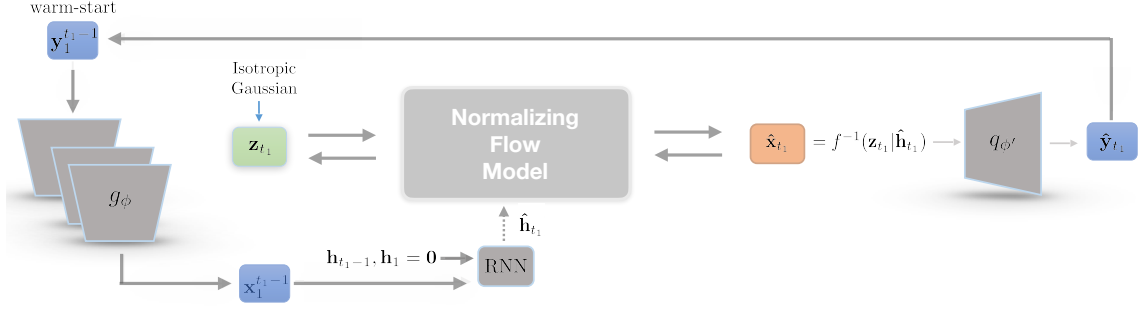 warm-start
y_1^{t_1-1}
Isotropic
Gaussian
z_{t_1}
Normalizing
Flow
Model
x̂_{t_1} = f^{-1}(z_{t_1}|ĥ_{t_1})
q_{ϕ′}
ŷ_{t_1}
g_ϕ
ĥ_{t_1}
h_{t_1-1}, h_1 = 0
RNN
x_1^{t_1-1}